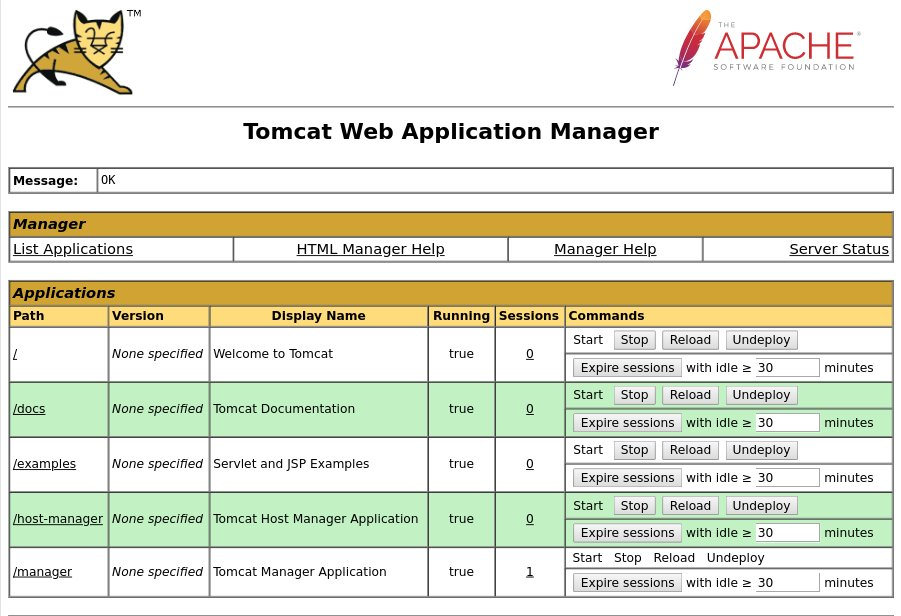 TM
THE
APACHE®
SOFTWARE FOUNDATION
Tomcat Web Application Manager
Message: OK
Manager
List Applications HTML Manager Help Manager Help Server Status
Applications
Path Version Display Name Running Sessions Commands
/ None specified Welcome to Tomcat true 0 Start Stop Reload Undeploy
Expire sessions with idle ≥ 30 minutes
/docs None specified Tomcat Documentation true 0 Start Stop Reload Undeploy
Expire sessions with idle ≥ 30 minutes
/examples None specified Servlet and JSP Examples true 0 Start Stop Reload Undeploy
Expire sessions with idle ≥ 30 minutes
/host-manager None specified Tomcat Host Manager Application true 0 Start Stop Reload Undeploy
Expire sessions with idle ≥ 30 minutes
/manager None specified Tomcat Manager Application true 1 Start Stop Reload Undeploy
Expire sessions with idle ≥ 30 minutes